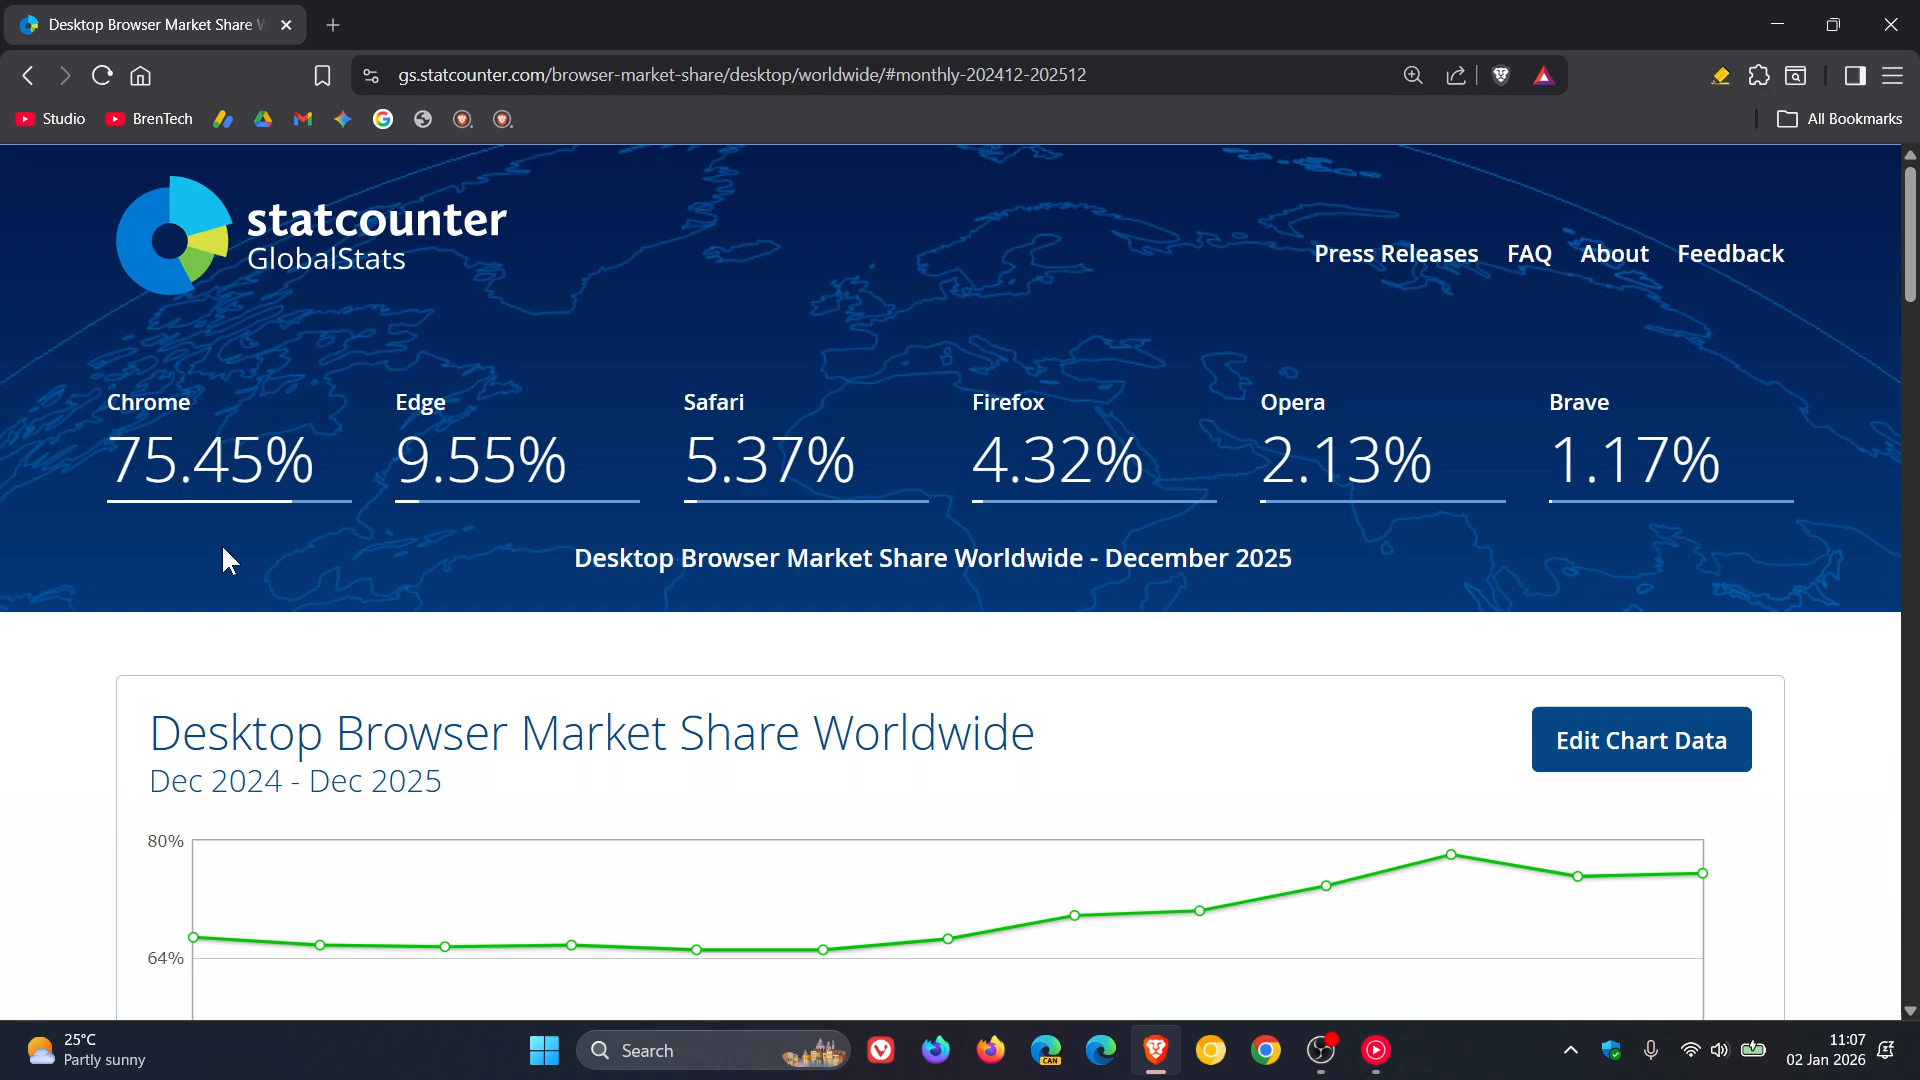 Desktop Browser Market Share W
gs.statcounter.com/browser-market-share/desktop/worldwide/#monthly-202412-202512
Studio
BrenTech
All Bookmarks
statcounter
GlobalStats
Press Releases FAQ About Feedback
Chrome Edge Safari Firefox Opera Brave
75.45% 9.55% 5.37% 4.32% 2.13% 1.17%
Desktop Browser Market Share Worldwide - December 2025
Desktop Browser Market Share Worldwide
Dec 2024 - Dec 2025
Edit Chart Data
80%
64%
25°C
Partly sunny
Search
CAN
11:07
02 Jan 2026